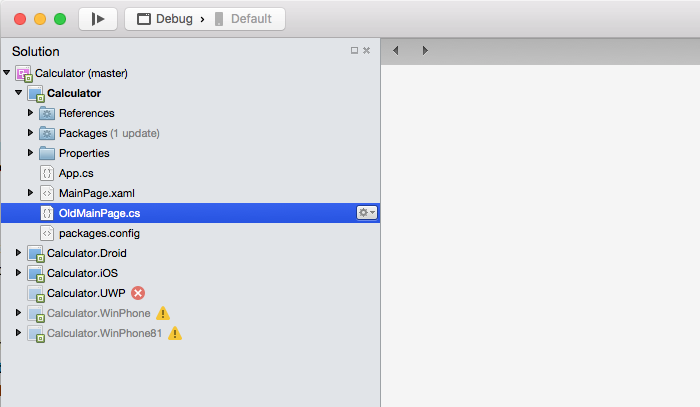 Debug › Default
Solution
Calculator (master)
Calculator
References
Packages (1 update)
Properties
App.cs
MainPage.xaml
OldMainPage.cs
packages.config
Calculator.Droid
Calculator.iOS
Calculator.UWP
Calculator.WinPhone
Calculator.WinPhone81